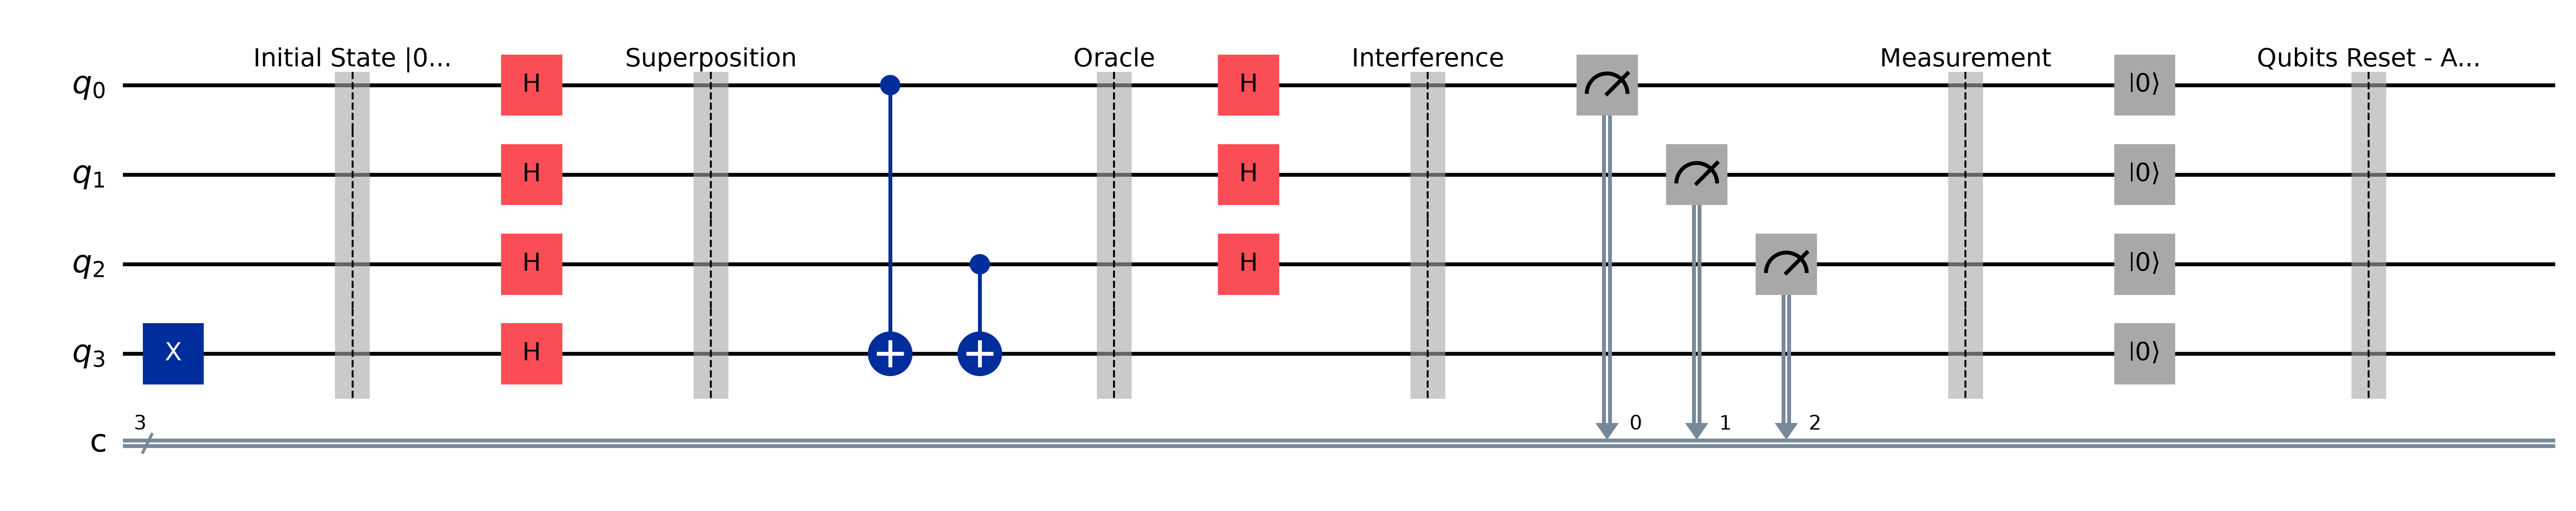 Initial State |0... Superposition Oracle Interference Measurement Qubits Reset - A...
q0 H H |0⟩
q1 H H |0⟩
q2 H H |0⟩
q3 X H |0⟩
3 0 1 2
c